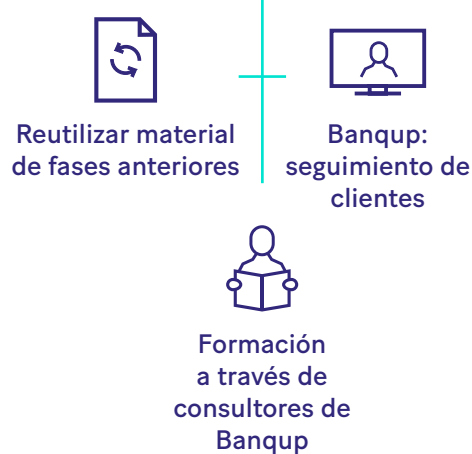 Reutilizar material
de fases anteriores
Banqup:
seguimiento de
clientes
Formación
a través de
consultores de
Banqup